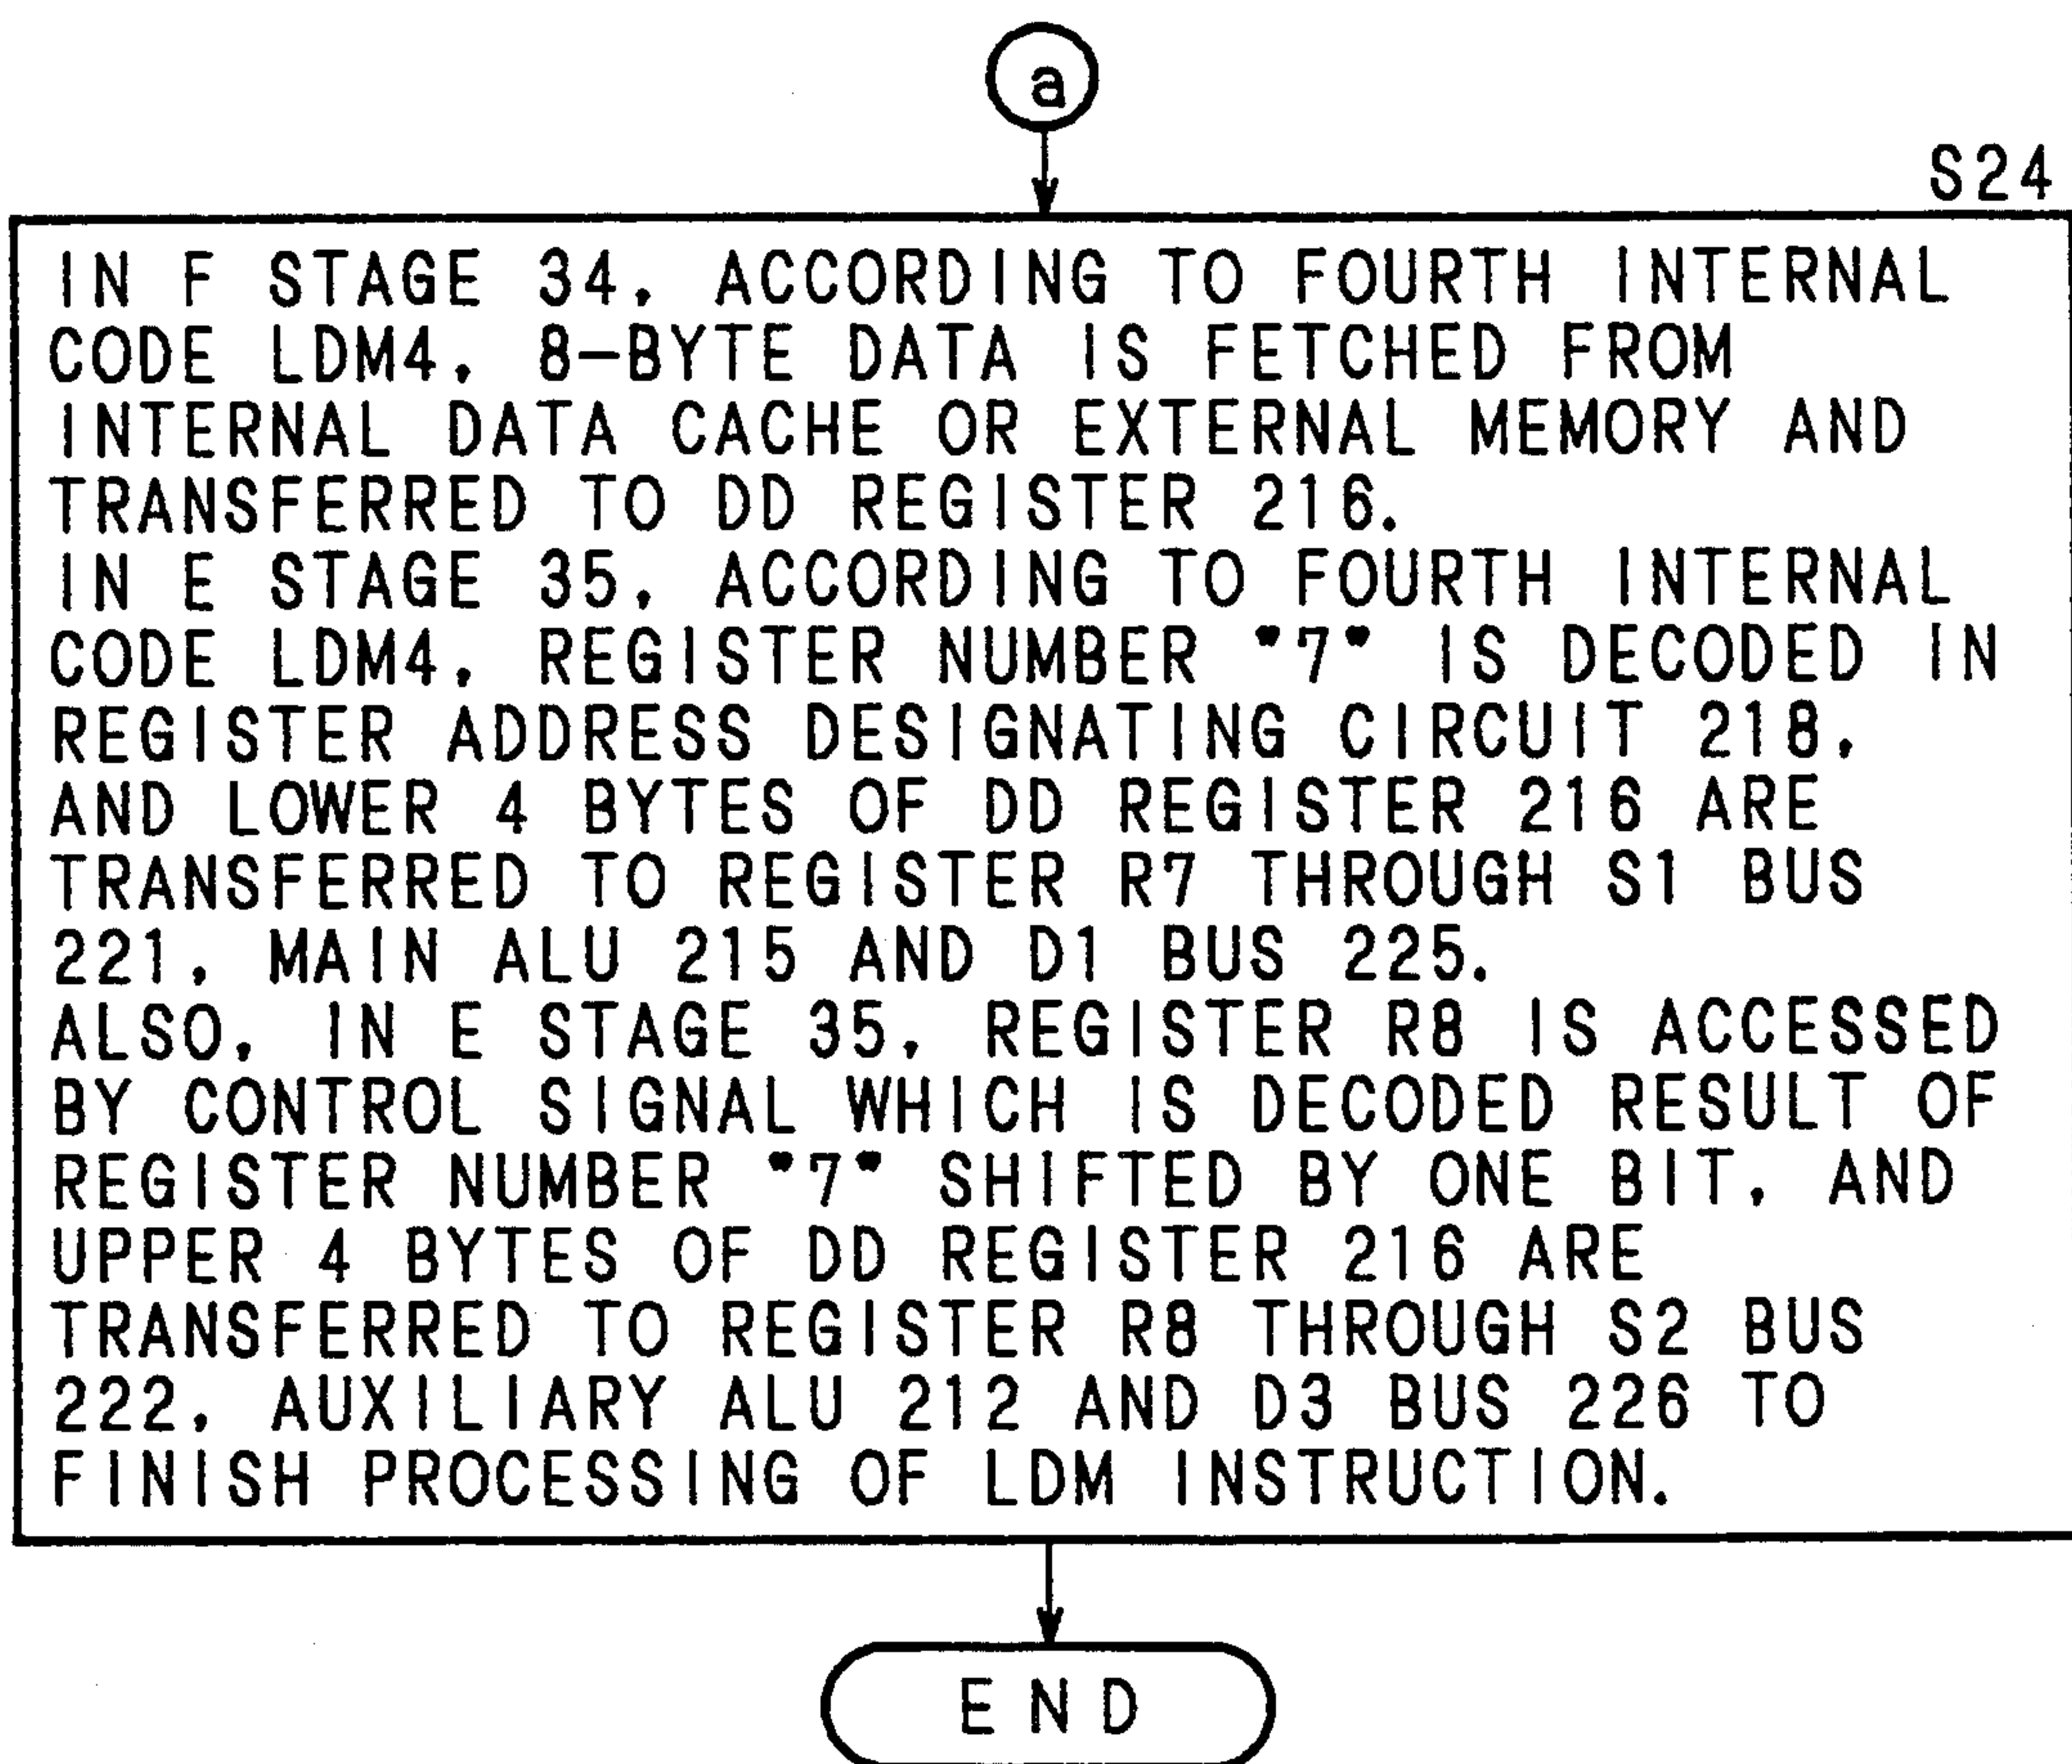 a
S24
IN F STAGE 34, ACCORDING TO FOURTH INTERNAL
CODE LDM4, 8-BYTE DATA IS FETCHED FROM
INTERNAL DATA CACHE OR EXTERNAL MEMORY AND
TRANSFERRED TO DD REGISTER 216.
IN E STAGE 35, ACCORDING TO FOURTH INTERNAL
CODE LDM4, REGISTER NUMBER "7" IS DECODED IN
REGISTER ADDRESS DESIGNATING CIRCUIT 218,
AND LOWER 4 BYTES OF DD REGISTER 216 ARE
TRANSFERRED TO REGISTER R7 THROUGH S1 BUS
221, MAIN ALU 215 AND D1 BUS 225.
ALSO, IN E STAGE 35, REGISTER R8 IS ACCESSED
BY CONTROL SIGNAL WHICH IS DECODED RESULT OF
REGISTER NUMBER "7" SHIFTED BY ONE BIT, AND
UPPER 4 BYTES OF DD REGISTER 216 ARE
TRANSFERRED TO REGISTER R8 THROUGH S2 BUS
222, AUXILIARY ALU 212 AND D3 BUS 226 TO
FINISH PROCESSING OF LDM INSTRUCTION.
END